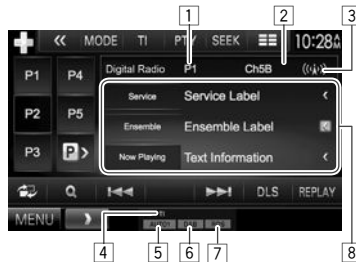 1 2 3
MODE TI PTY SEEK 10:28
P1 P4 Digital Radio P1 Ch5B
Service Service Label
P2 P5 Ensemble Ensemble Label
P3 P Now Playing Text Information
DLS REPLAY
MENU
4 5 6 7 8